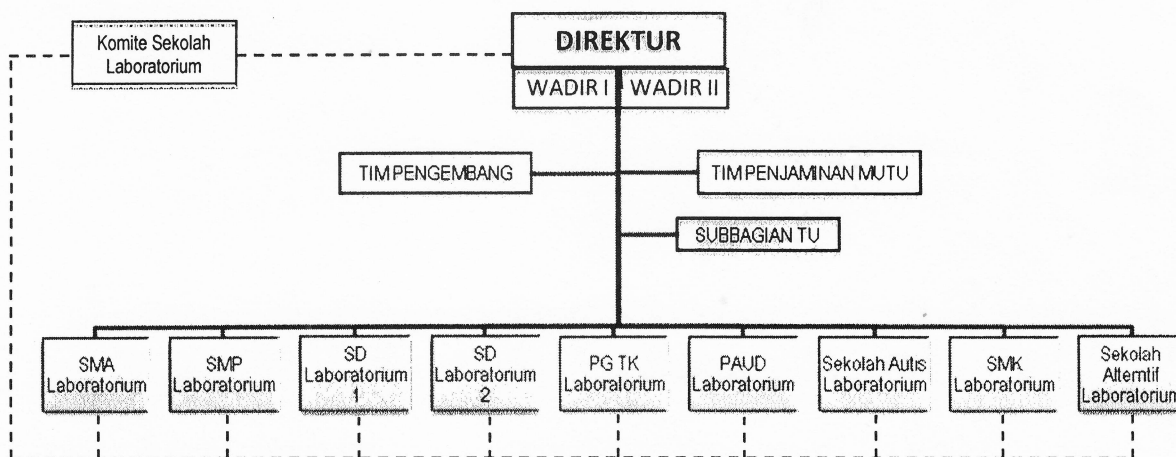 Komite Sekolah
Laboratorium
DIREKTUR
WADIR I
WADIR II
TIM PENGEMBANG
TIM PENJAMINAN MUTU
SUBBAGIAN TU
SMA
Laboratorium
SMP
Laboratorium
SD
Laboratorium
1
SD
Laboratorium
2
PG TK
Laboratorium
PAUD
Laboratorium
Sekolah Autis
Laboratorium
SMK
Laboratorium
Sekolah
Alterntif
Laboratorium